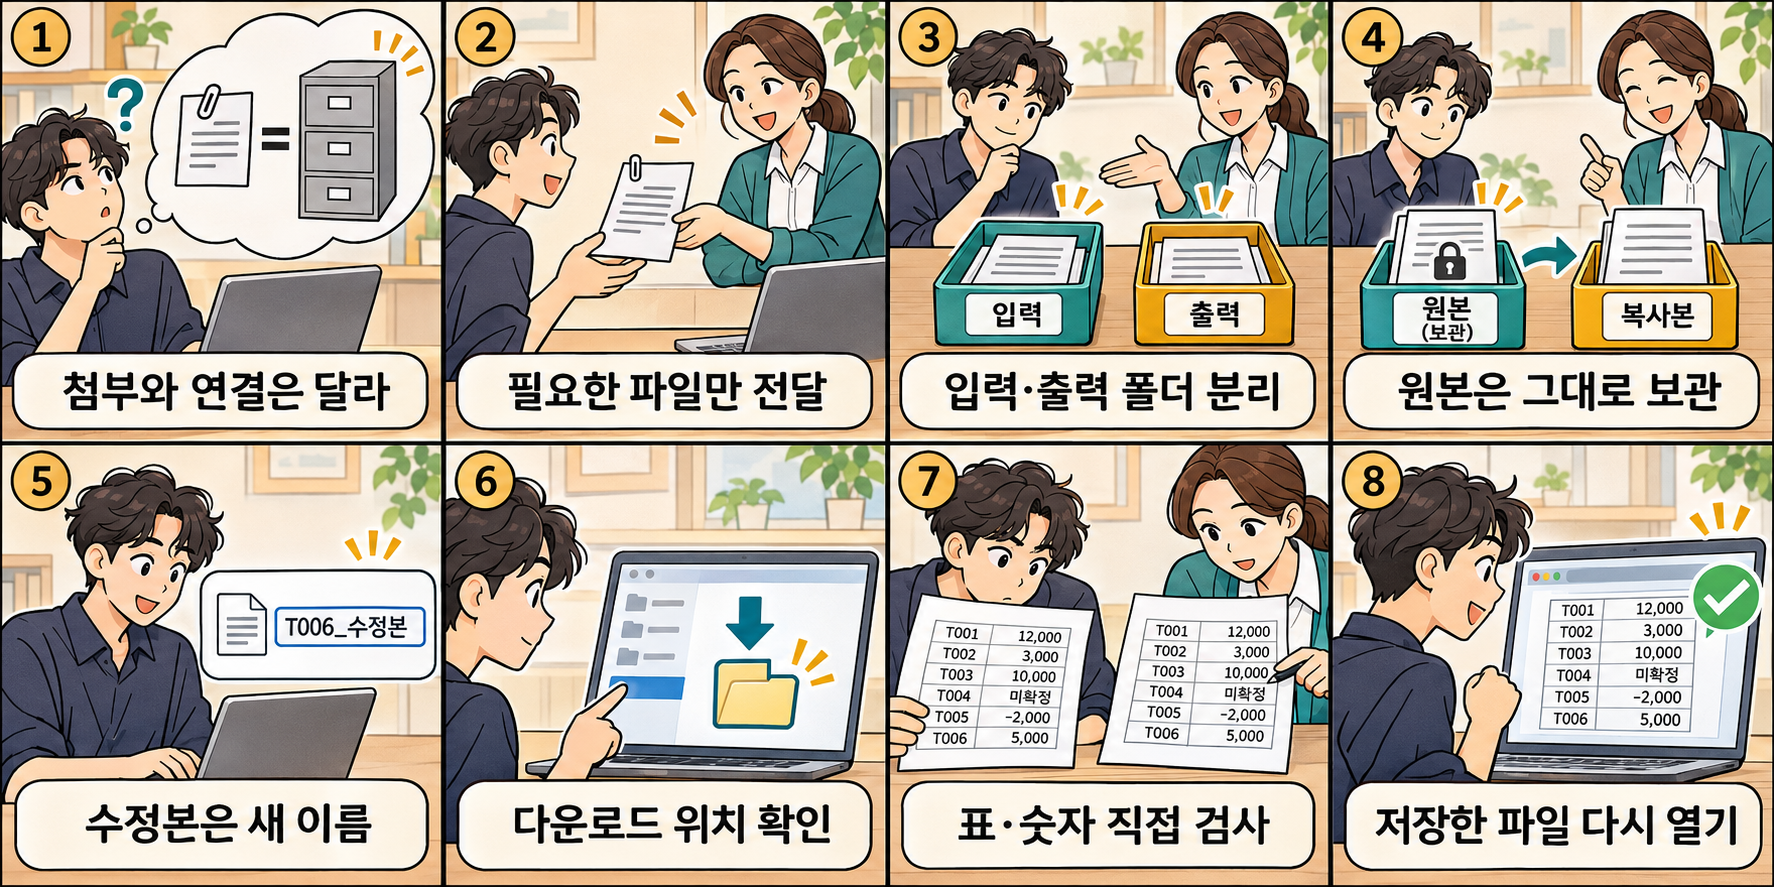 1
?
=
첨부와 연결은 달라
2
필요한 파일만 전달
3
입력
출력
입력·출력 폴더 분리
4
원본
(보관)
복사본
원본은 그대로 보관
5
T006_수정본
수정본은 새 이름
6
다운로드 위치 확인
7
T001 12,000
T002 3,000
T003 10,000
T004 미확정
T005 -2,000
T006 5,000
T001 12,000
T002 3,000
T003 10,000
T004 미확정
T005 -2,000
T006 5,000
표·숫자 직접 검사
8
T001 12,000
T002 3,000
T003 10,000
T004 미확정
T005 -2,000
T006 5,000
저장한 파일 다시 열기